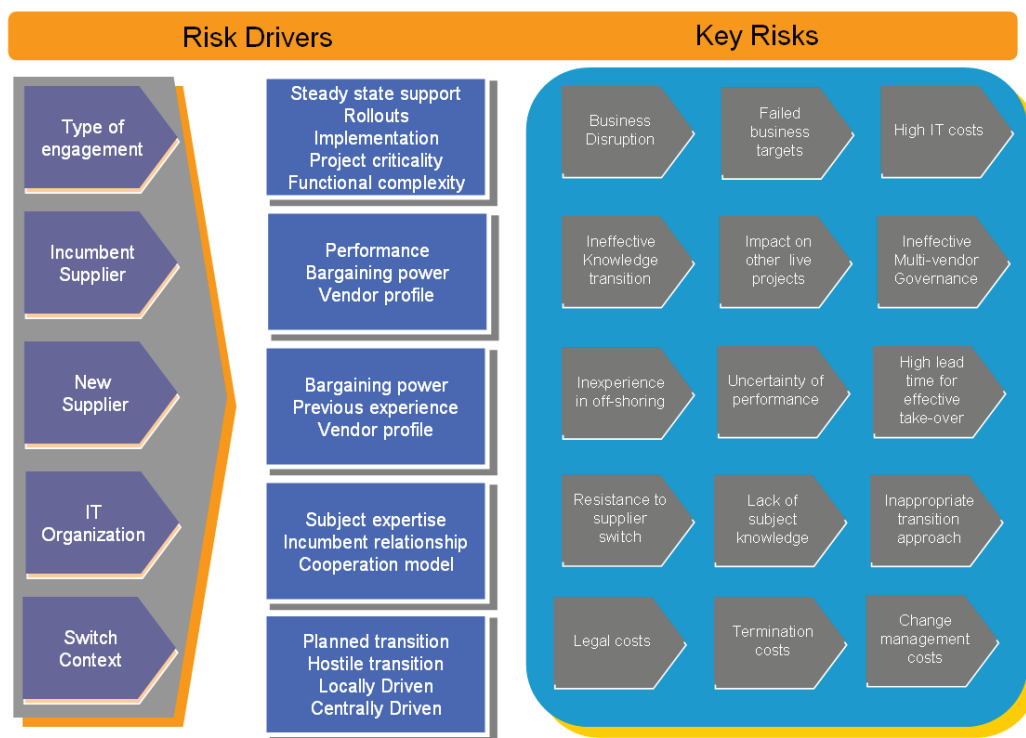 Risk Drivers
Key Risks
Type of
engagement
Steady state support
Rollouts
Implementation
Project criticality
Functional complexity
Business
Disruption
Failed
business
targets
High IT costs
Incumbent
Supplier
Performance
Bargaining power
Vendor profile
Ineffective
Knowledge
transition
Impact on
other live
projects
Ineffective
Multi-vendor
Governance
New
Supplier
Bargaining power
Previous experience
Vendor profile
Inexperience
in off-shoring
Uncertainty of
performance
High lead
time for
effective
take-over
IT
Organization
Subject expertise
Incumbent relationship
Cooperation model
Resistance to
supplier
switch
Lack of
subject
knowledge
Inappropriate
transition
approach
Switch
Context
Planned transition
Hostile transition
Locally Driven
Centrally Driven
Legal costs
Termination
costs
Change
management
costs